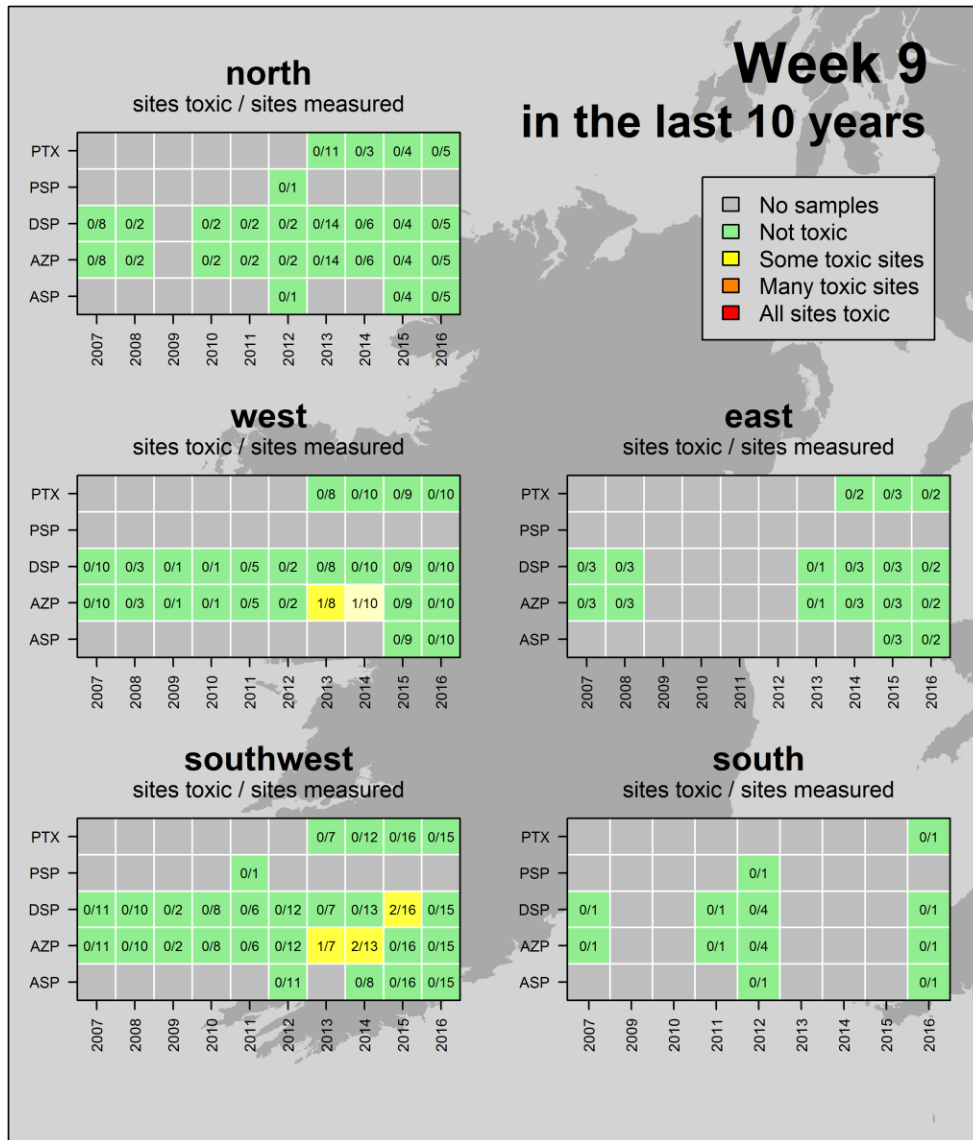 Week 9
in the last 10 years
No samples
Not toxic
Some toxic sites
Many toxic sites
All sites toxic
north
sites toxic / sites measured
PTX 0/11 0/3 0/4 0/5
PSP 0/1
DSP 0/8 0/2 0/2 0/2 0/2 0/14 0/6 0/4 0/5
AZP 0/8 0/2 0/2 0/2 0/2 0/14 0/6 0/4 0/5
ASP 0/1 0/4 0/5
2007 2008 2009 2010 2011 2012 2013 2014 2015 2016
west
sites toxic / sites measured
PTX 0/8 0/10 0/9 0/10
PSP
DSP 0/10 0/3 0/1 0/1 0/5 0/2 0/8 0/10 0/9 0/10
AZP 0/10 0/3 0/1 0/1 0/5 0/2 1/8 1/10 0/9 0/10
ASP 0/9 0/10
2007 2008 2009 2010 2011 2012 2013 2014 2015 2016
east
sites toxic / sites measured
PTX 0/2 0/3 0/2
PSP
DSP 0/3 0/3 0/1 0/3 0/3 0/2
AZP 0/3 0/3 0/1 0/3 0/3 0/2
ASP 0/3 0/2
2007 2008 2009 2010 2011 2012 2013 2014 2015 2016
southwest
sites toxic / sites measured
PTX 0/7 0/12 0/16 0/15
PSP 0/1
DSP 0/11 0/10 0/2 0/8 0/6 0/12 0/7 0/13 2/16 0/15
AZP 0/11 0/10 0/2 0/8 0/6 0/12 1/7 2/13 0/16 0/15
ASP 0/11 0/8 0/16 0/15
2007 2008 2009 2010 2011 2012 2013 2014 2015 2016
south
sites toxic / sites measured
PTX 0/1
PSP 0/1
DSP 0/1 0/1 0/4 0/1
AZP 0/1 0/1 0/4 0/1
ASP 0/1 0/1
2007 2008 2009 2010 2011 2012 2013 2014 2015 2016